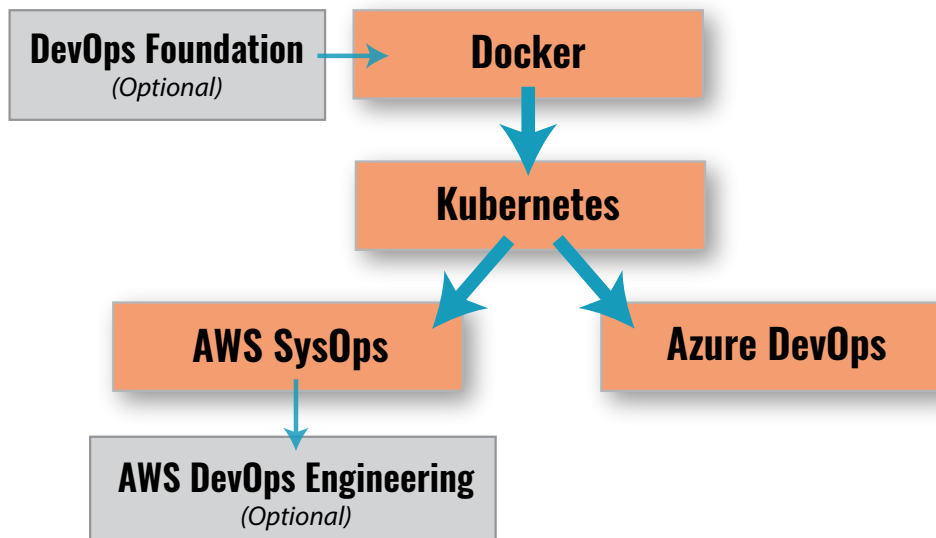 DevOps Foundation
(Optional)
Docker
Kubernetes
AWS SysOps
Azure DevOps
AWS DevOps Engineering
(Optional)